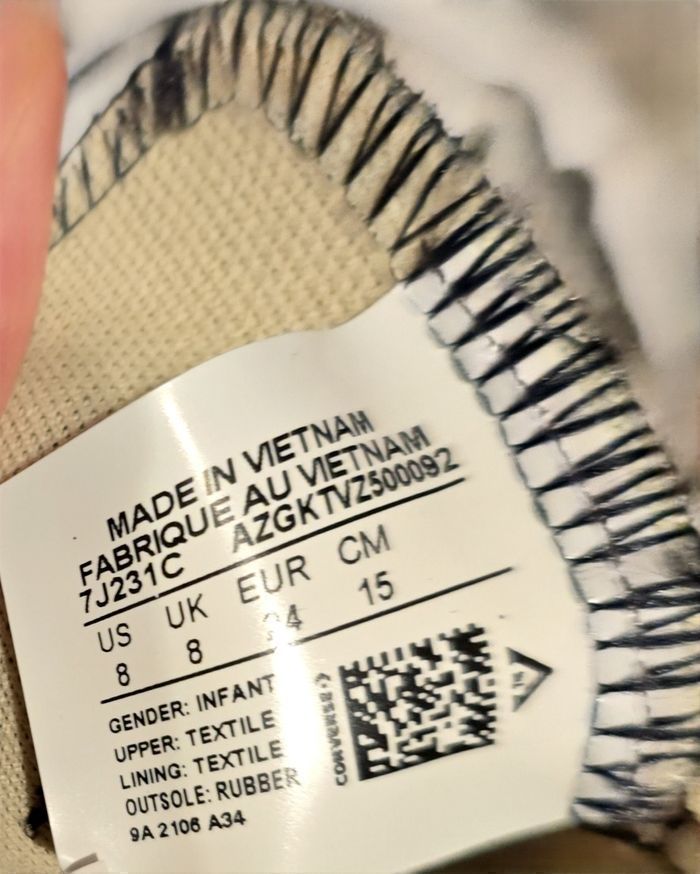 MADE IN VIETNAM
FABRIQUE AU VIETNAM
7J231C AZGKTVZ500092
US UK EUR CM
8 8 24 15
GENDER: INFANT
UPPER: TEXTILE
LINING: TEXTILE
OUTSOLE: RUBBER
9A 2106 A34